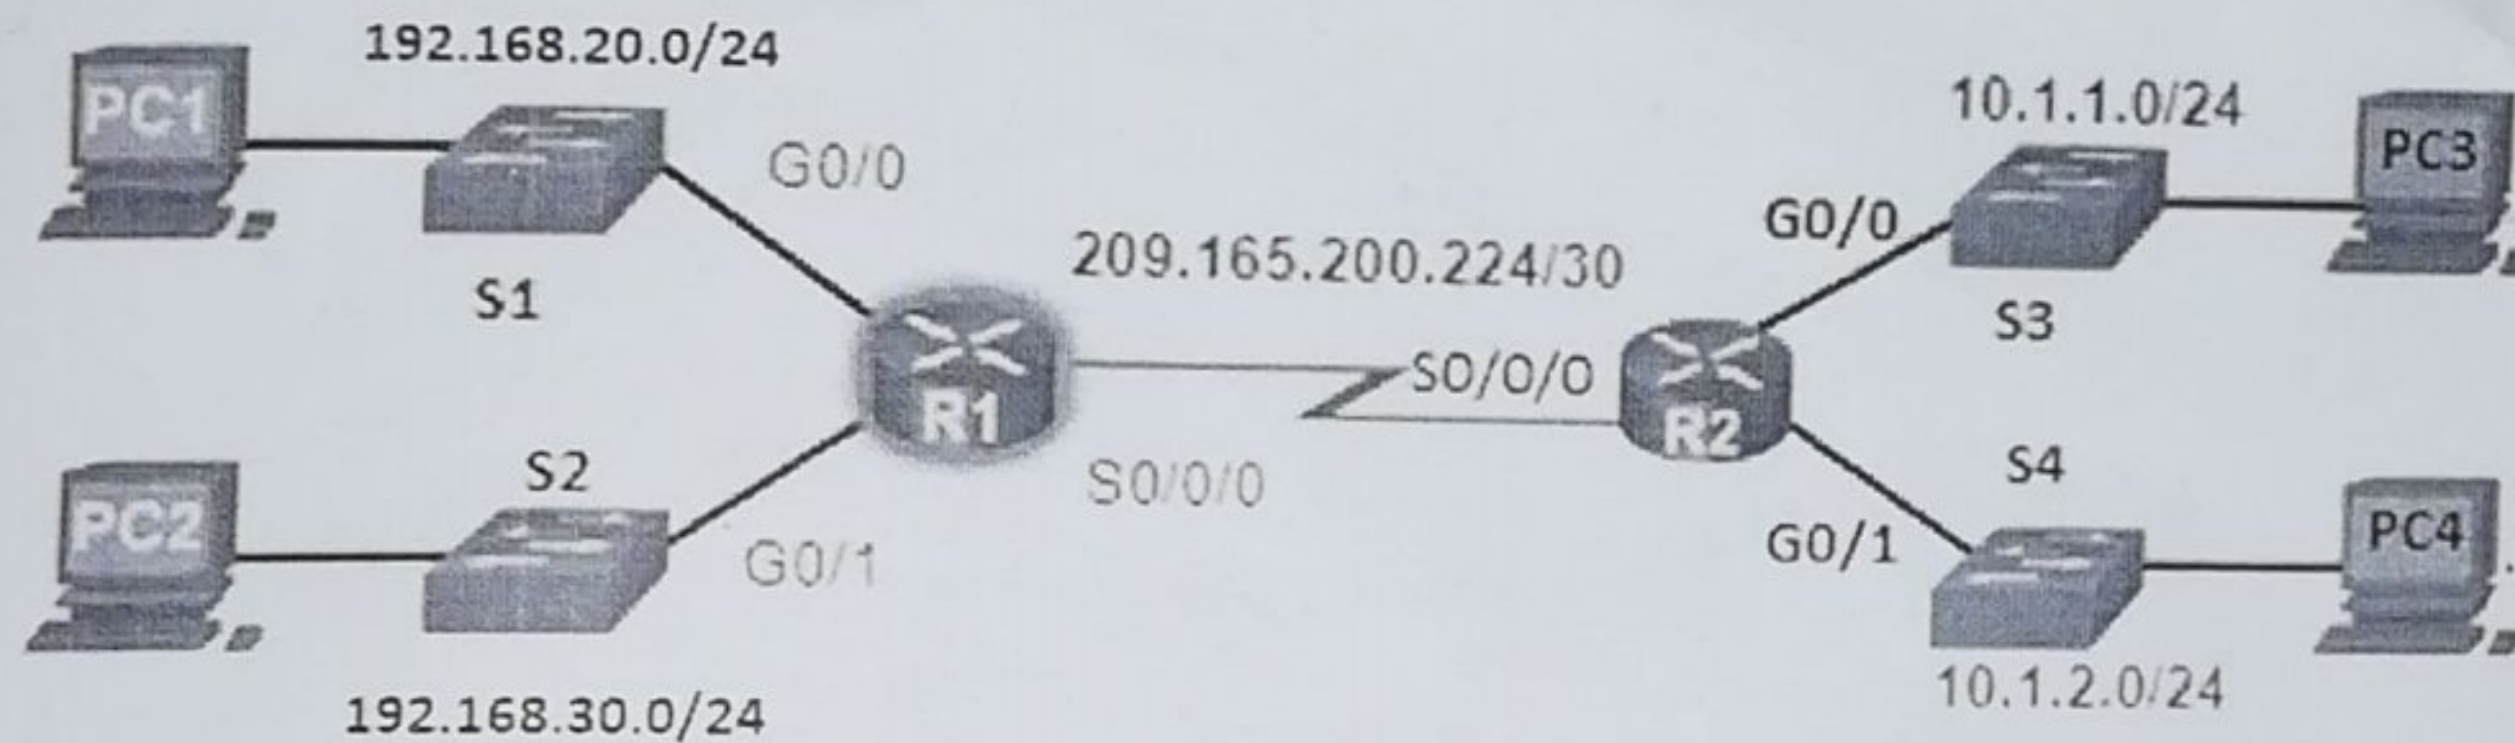 192.168.20.0/24
PC1
G0/0
S1
10.1.1.0/24
PC3
G0/0
S3
209.165.200.224/30
S0/0/0
R1
R2
S0/0/0
S2
PC2
G0/1
192.168.30.0/24
S4
G0/1
PC4
10.1.2.0/24